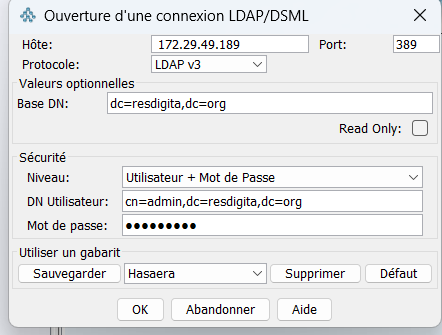 Ouverture d'une connexion LDAP/DSML
Hôte: 172.29.49.189 Port: 389
Protocole: LDAP v3
Valeurs optionnelles
Base DN: dc=resdigita,dc=org
Read Only:
Sécurité
Niveau: Utilisateur + Mot de Passe
DN Utilisateur: cn=admin,dc=resdigita,dc=org
Mot de passe: ●●●●●●●●●
Utiliser un gabarit
Sauvegarder Hasaera Supprimer Défaut
OK Abandonner Aide